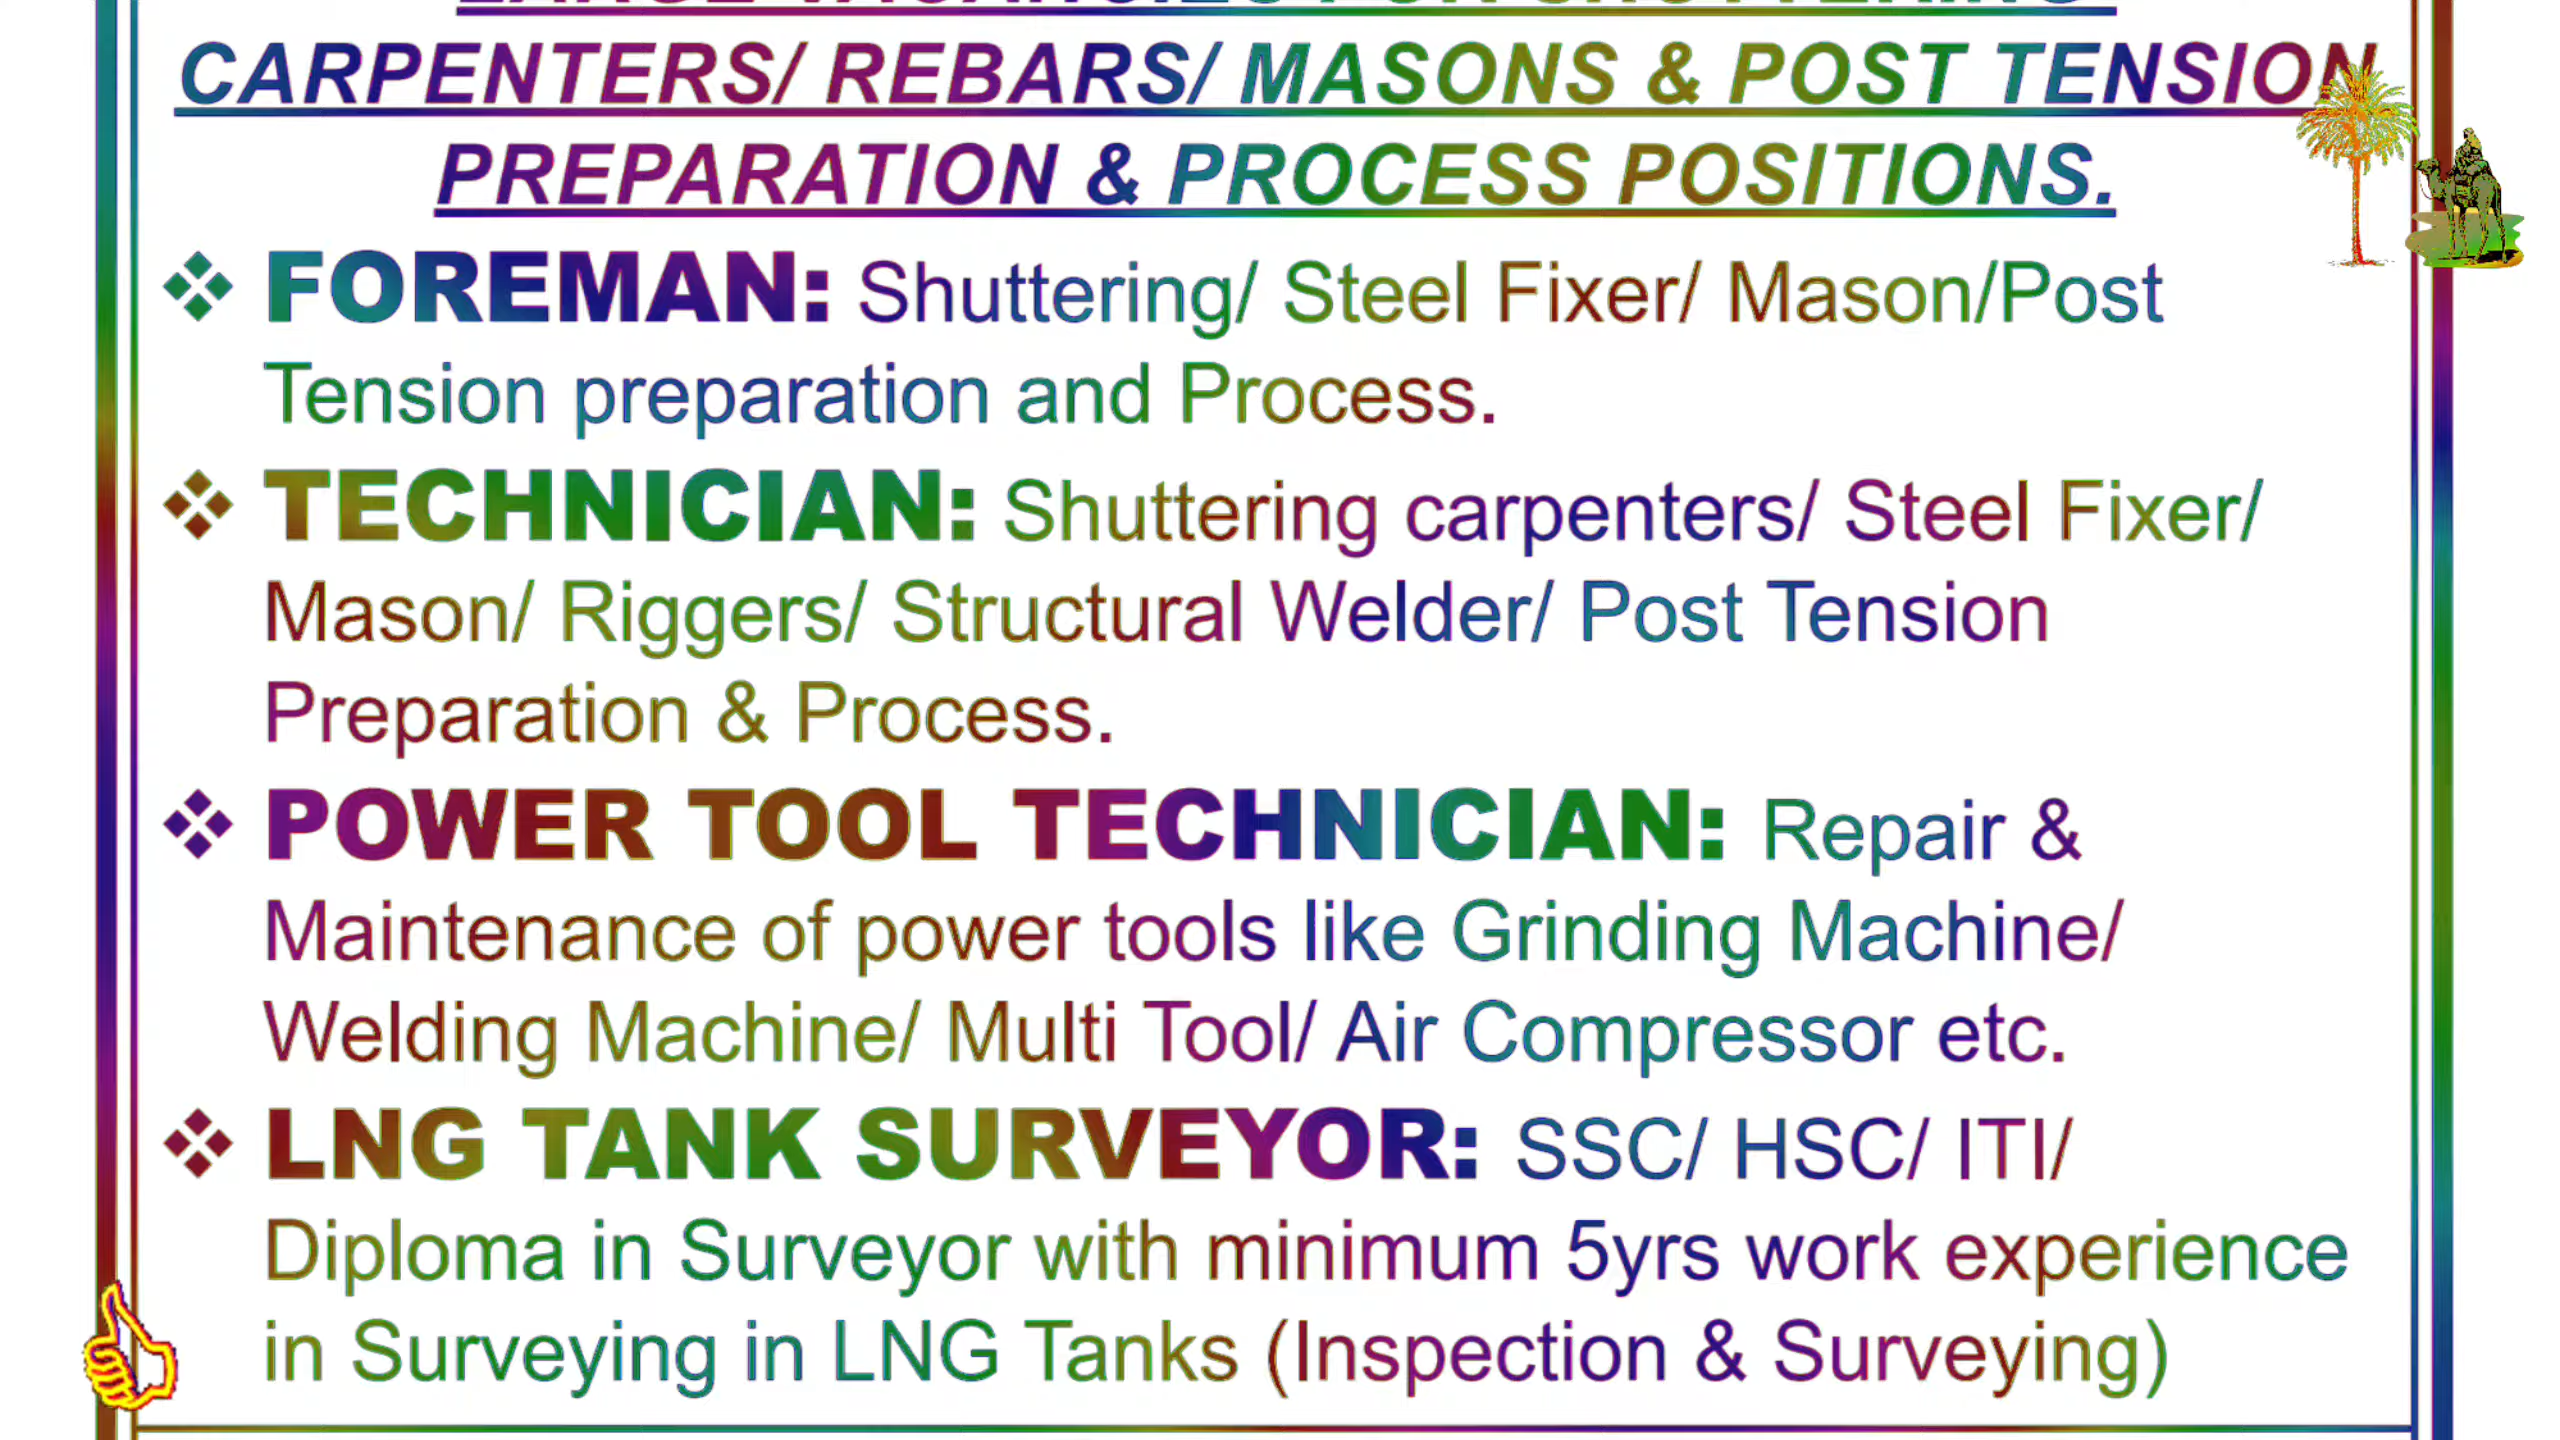 CARPENTERS/ REBARS/ MASONS & POST TENSION
PREPARATION & PROCESS POSITIONS.
❖ FOREMAN: Shuttering/ Steel Fixer/ Mason/Post
Tension preparation and Process.
❖ TECHNICIAN: Shuttering carpenters/ Steel Fixer/
Mason/ Riggers/ Structural Welder/ Post Tension
Preparation & Process.
❖ POWER TOOL TECHNICIAN: Repair &
Maintenance of power tools like Grinding Machine/
Welding Machine/ Multi Tool/ Air Compressor etc.
❖ LNG TANK SURVEYOR: SSC/ HSC/ ITI/
Diploma in Surveyor with minimum 5yrs work experience
in Surveying in LNG Tanks (Inspection & Surveying)